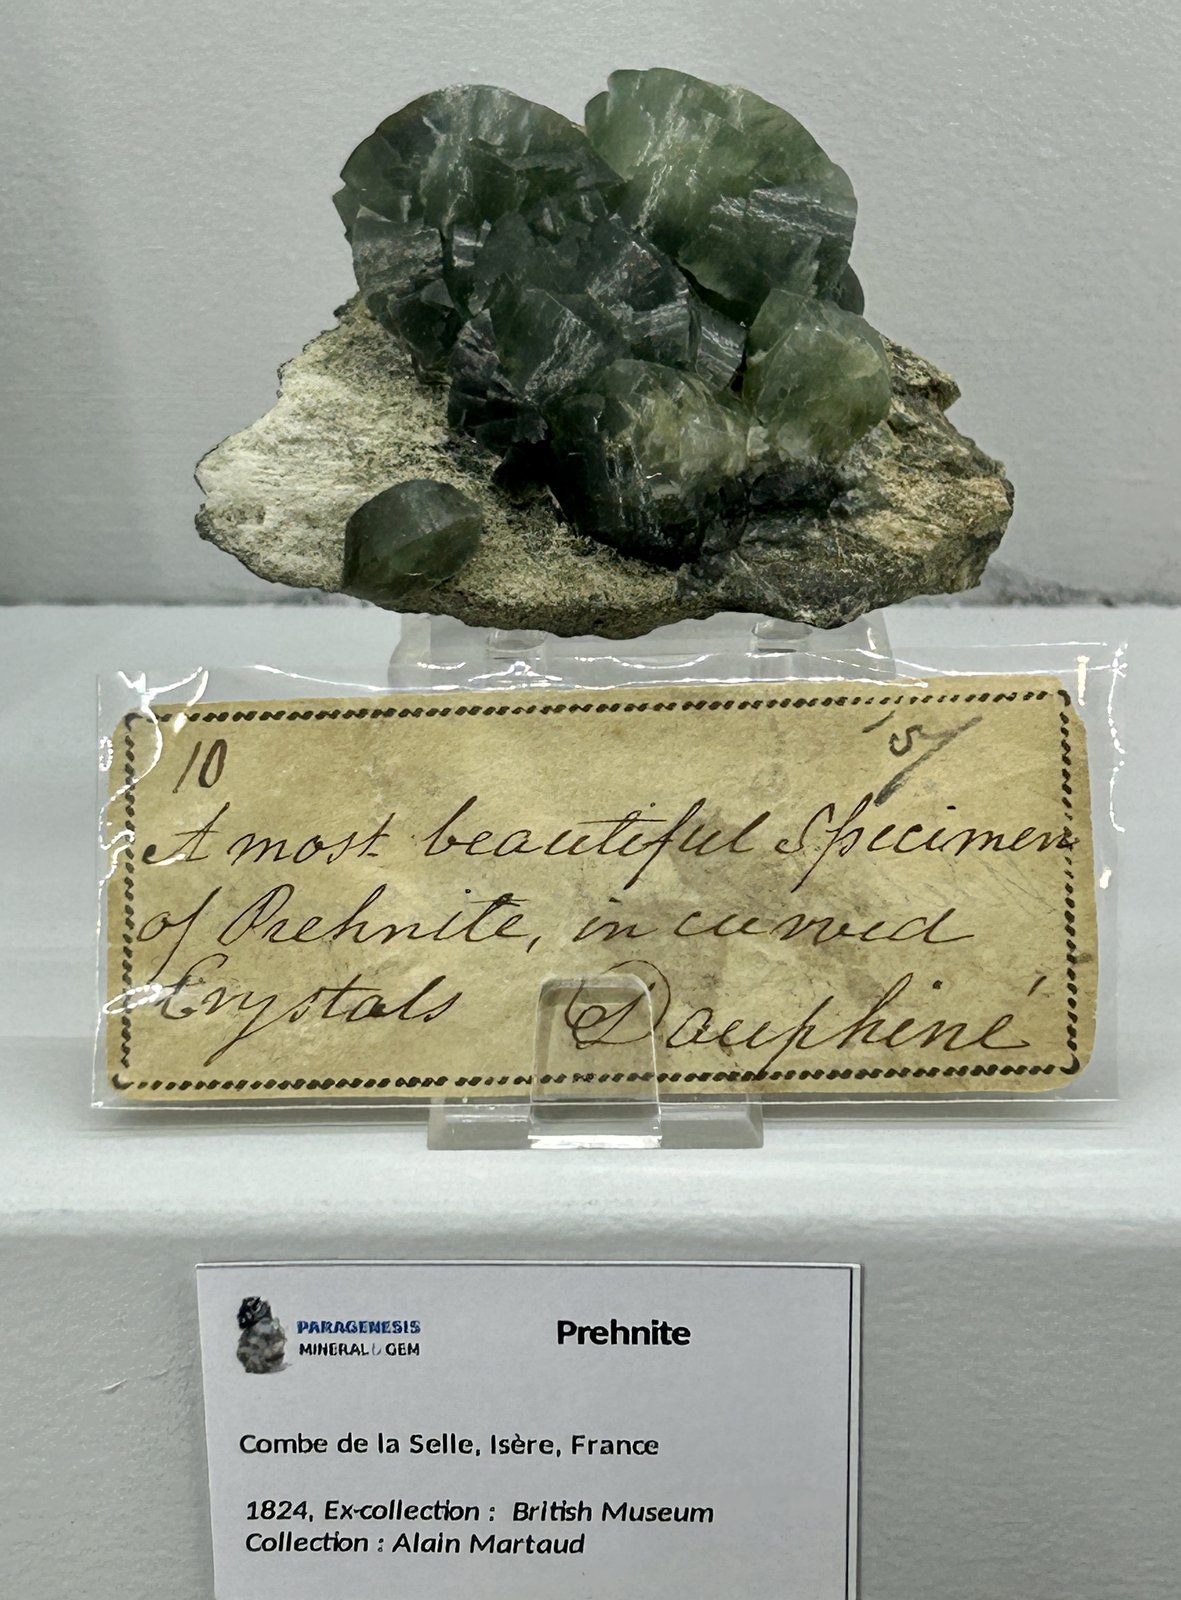 10
15/
A most beautiful Specimen
of Prehnite, in curved
Crystals Dauphiné
PARAGENESIS
MINERAL & GEM
Prehnite
Combe de la Selle, Isère, France
1824, Ex-collection : British Museum
Collection : Alain Martaud